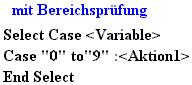 mit Bereichsprüfung
Select Case <Variable>
Case "0" to"9" :<Aktion1>
End Select